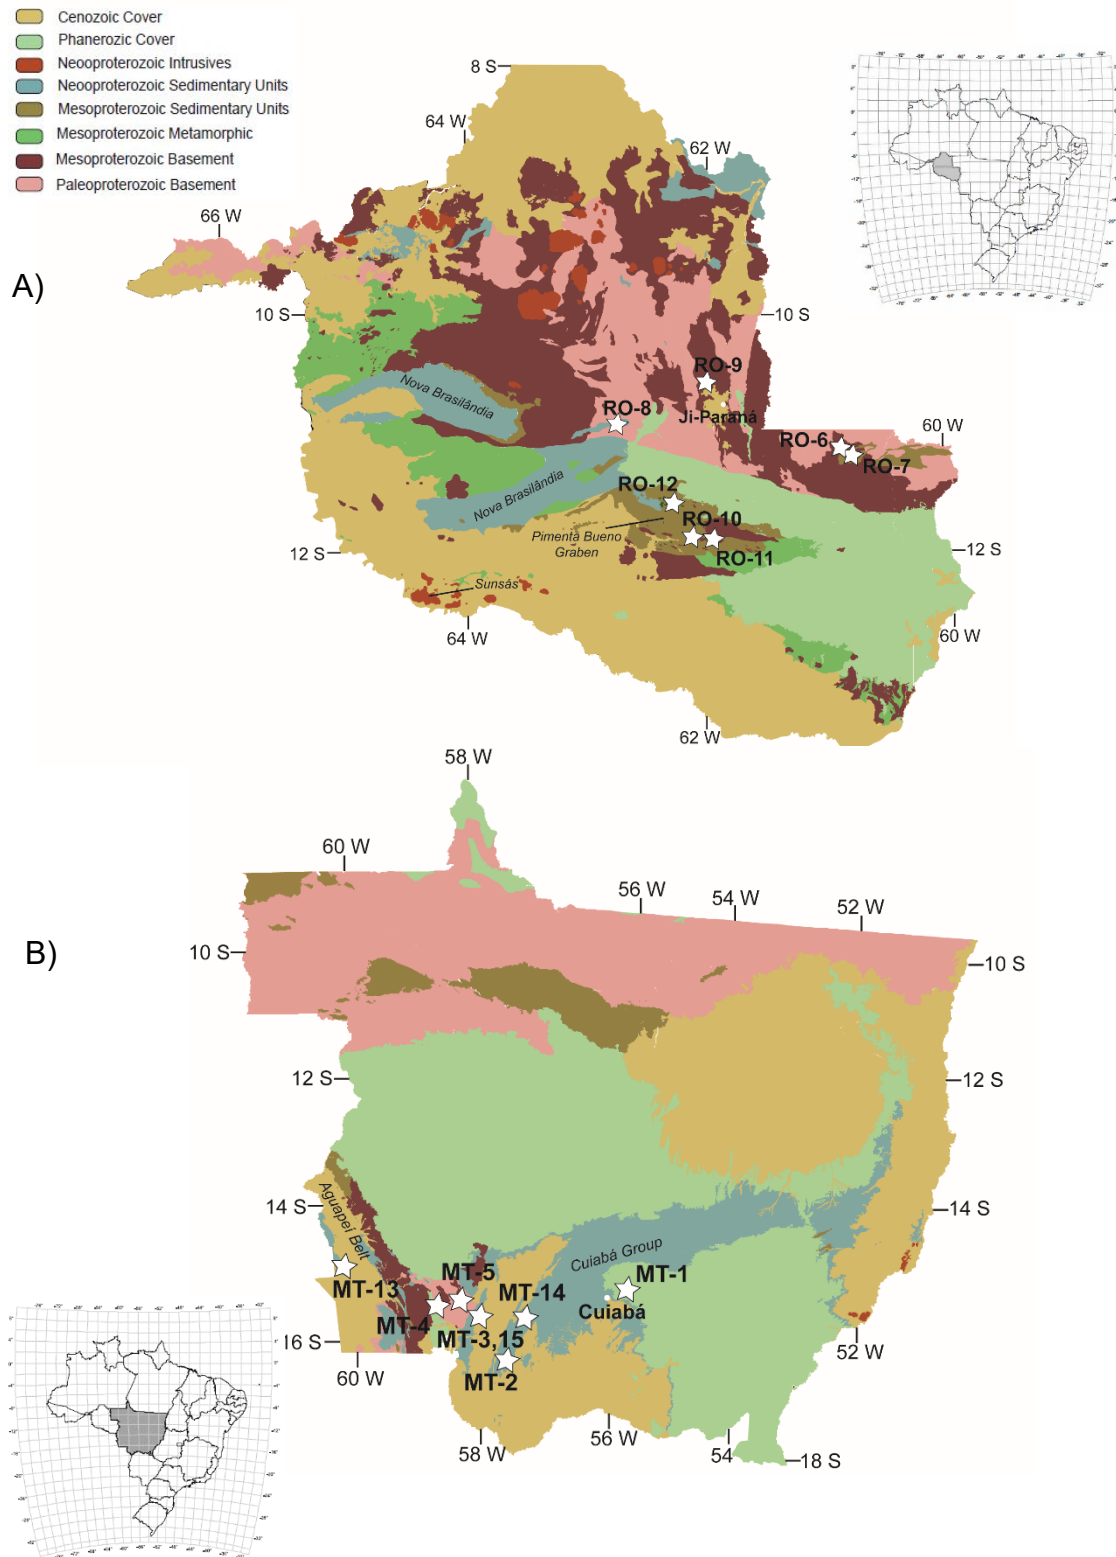 Cenozoic Cover
Phanerozic Cover
Neooproterozoic Intrusives
Neooproterozoic Sedimentary Units
Mesoproterozoic Sedimentary Units
Mesoproterozoic Metamorphic
Mesoproterozoic Basement
Paleoproterozoic Basement
A)
8 S
64 W
62 W
66 W
10 S
10 S
RO-9
Nova Brasilândia
Ji-Paraná
RO-8
60 W
RO-6
RO-7
Nova Brasilândia
RO-12
RO-10
Pimenta Bueno
Graben
RO-11
12 S
12 S
Sunsás
64 W
60 W
62 W
B)
58 W
60 W
56 W
54 W
52 W
10 S
10 S
12 S
12 S
14 S
14 S
Aguapeí Belt
Cuiabá Group
MT-5
MT-1
MT-13
MT-14
Cuiabá
MT-4
MT-3,15
16 S
52 W
60 W
MT-2
58 W
56 W
54
18 S